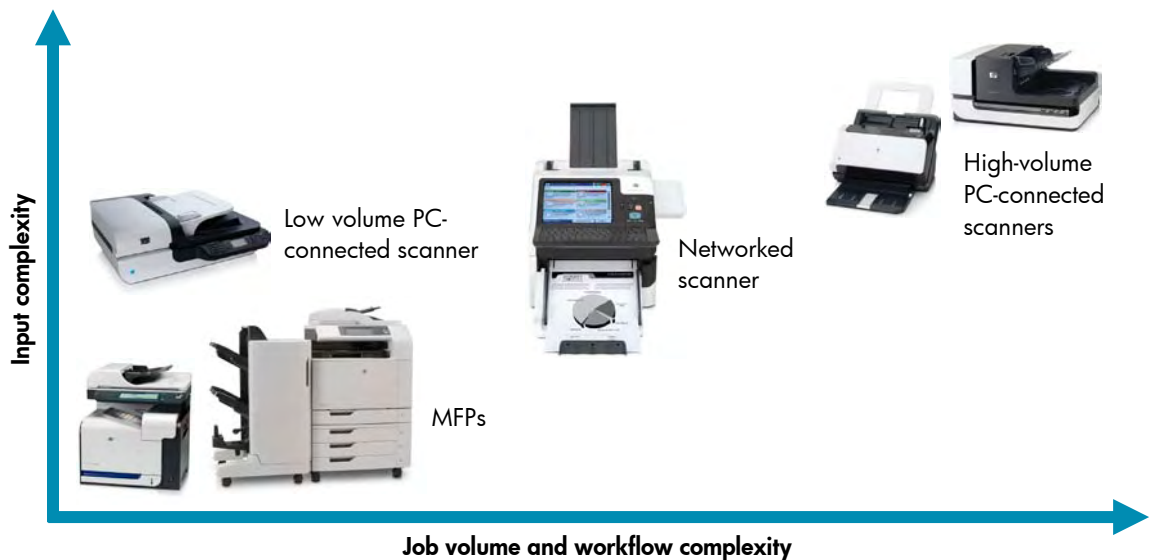 Input complexity
Low volume PC-
connected scanner
MFPs
Networked
scanner
High-volume
PC-connected
scanners
Job volume and workflow complexity